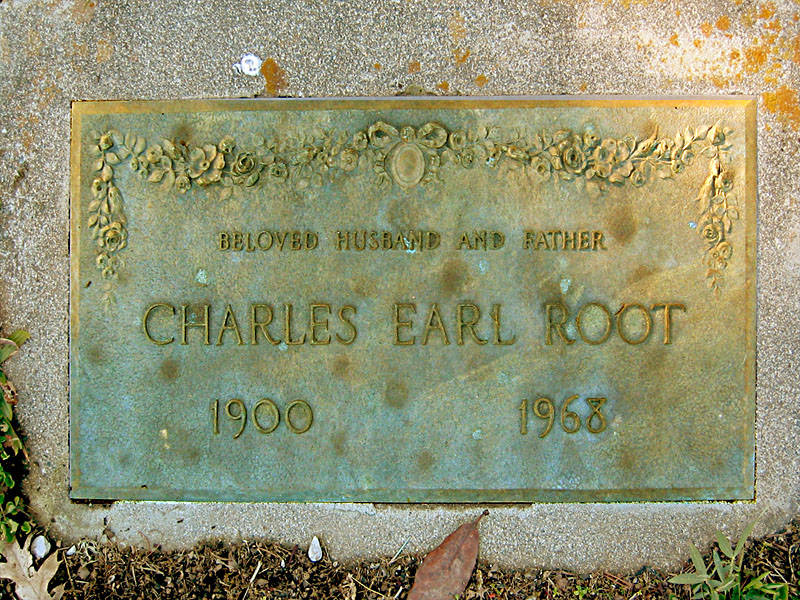 BELOVED HUSBAND AND FATHER
CHARLES EARL ROOT
1900 1968